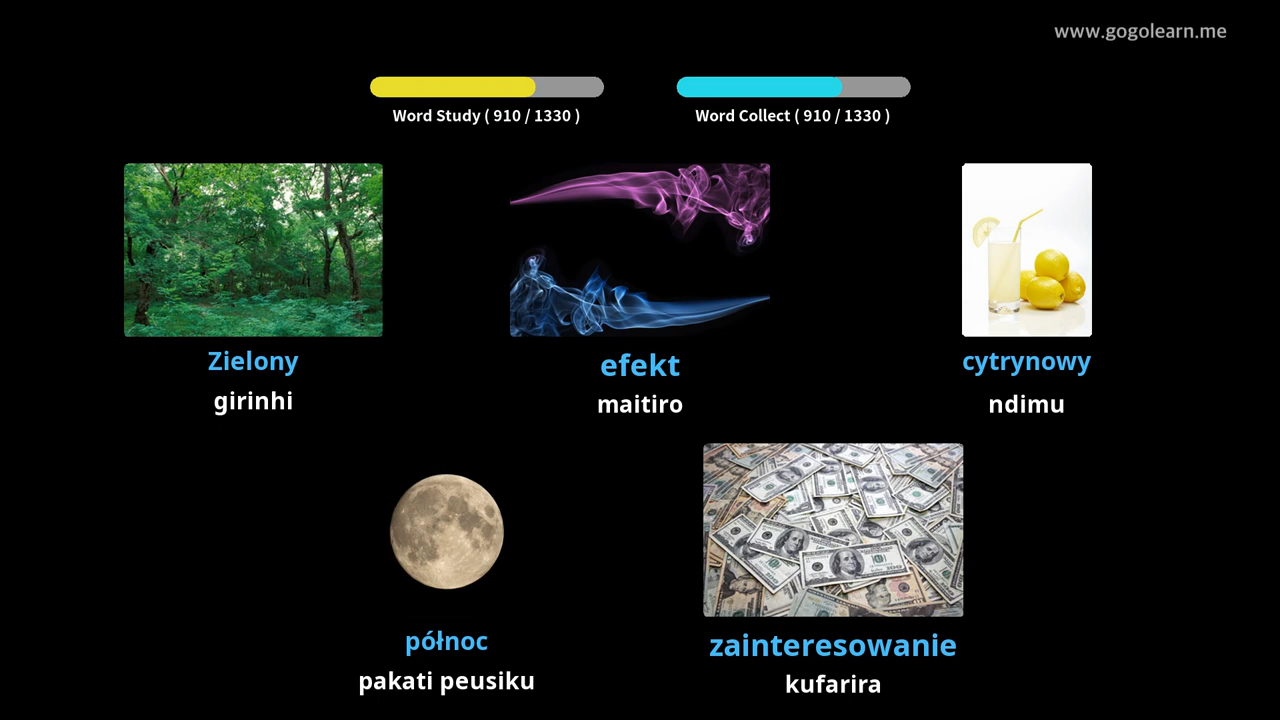 www.gogolearn.me
Word Study ( 910 / 1330 )
Word Collect ( 910 / 1330 )
Zielony
girinhi
efekt
maitiro
cytrynowy
ndimu
północ
pakati peusiku
zainteresowanie
kufarira